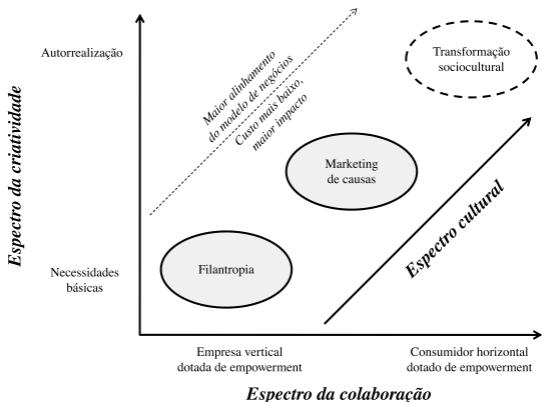 Autorrealização
Espectro da criatividade
Necessidades
básicas
Maior alinhamento
do modelo de negócios
Custo mais baixo,
maior impacto
Transformação
sociocultural
Marketing
de causas
Filantropia
Espectro cultural
Empresa vertical
dotada de empowerment
Consumidor horizontal
dotado de empowerment
Espectro da colaboração